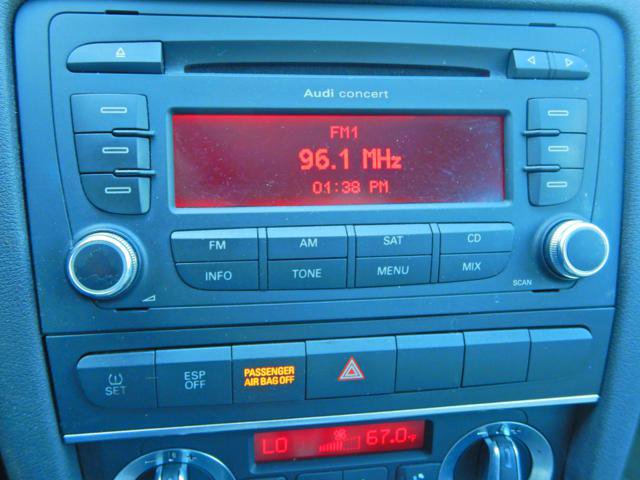 Audi concert
FM1
96.1 MHz
01:38 PM
FM AM SAT CD
INFO TONE MENU MIX
SCAN
SET
ESP OFF
PASSENGER AIR BAG OFF
LO 67.0°F